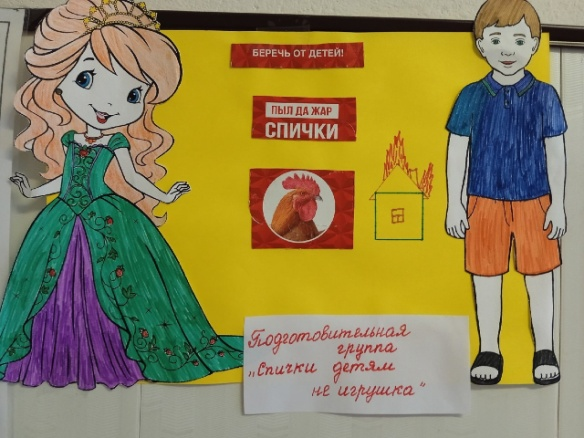 БЕРЕЧЬ ОТ ДЕТЕЙ!
ПЫЛ ДА ЖАР
СПИЧКИ
Подготовительная
группа
„Спички детям
не игрушка“